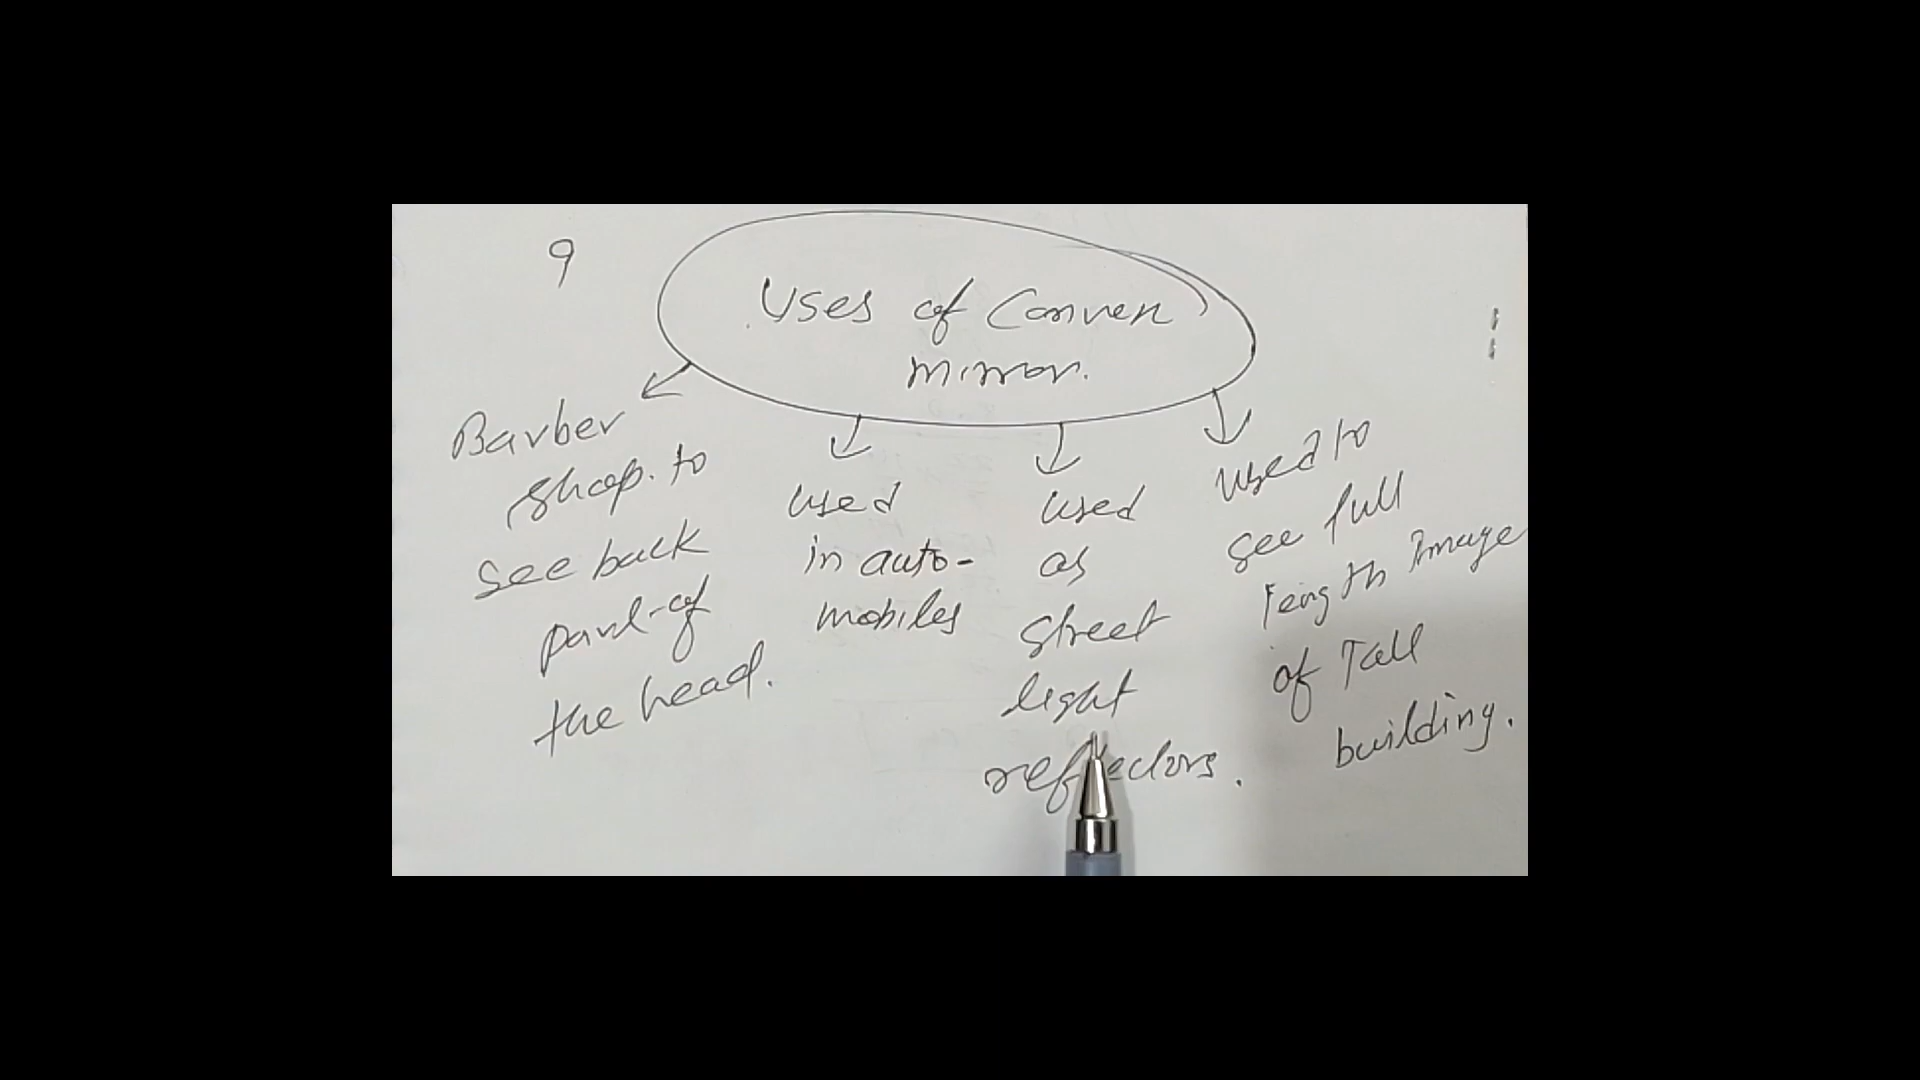 9
Uses of Convex
mirror.
Barber
shop. to
see back
part of
the head.
used
in auto-
mobiles
used
as
street
light
reflectors.
used to
see full
length Image
of Tall
building.